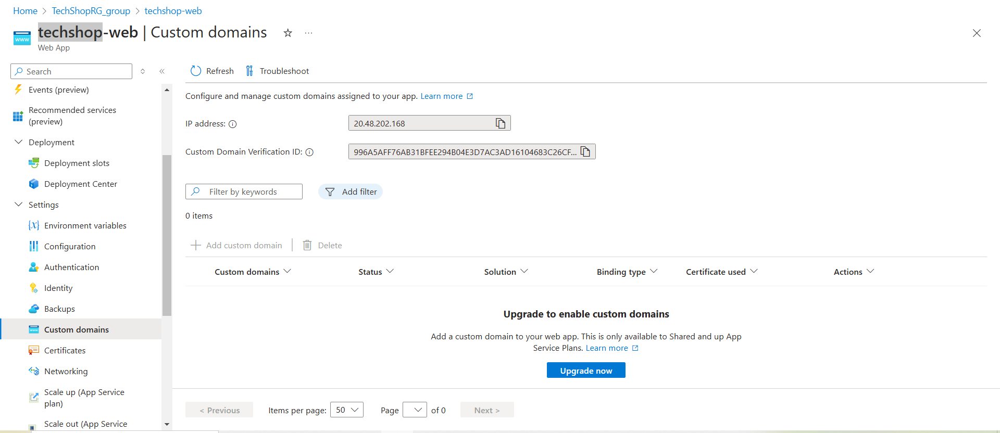 Home > TechShopRG_group > techshop-web
techshop-web | Custom domains
Web App
Search
Refresh
Troubleshoot
Events (preview)
Recommended services
(preview)
Deployment
Deployment slots
Deployment Center
Settings
Environment variables
Configuration
Authentication
Identity
Backups
Custom domains
Certificates
Networking
Scale up (App Service
plan)
Scale out (App Service
Configure and manage custom domains assigned to your app. Learn more
IP address:
20.48.202.168
Custom Domain Verification ID:
996A5AFF76AB31BFEE294B04E3D7AC3AD16104683C26CF...
Filter by keywords
Add filter
0 items
Add custom domain
Delete
Custom domains
Status
Solution
Binding type
Certificate used
Actions
Upgrade to enable custom domains
Add a custom domain to your web app. This is only available to Shared and up App
Service Plans. Learn more
Upgrade now
< Previous
Items per page: 50
Page
of 0
Next >